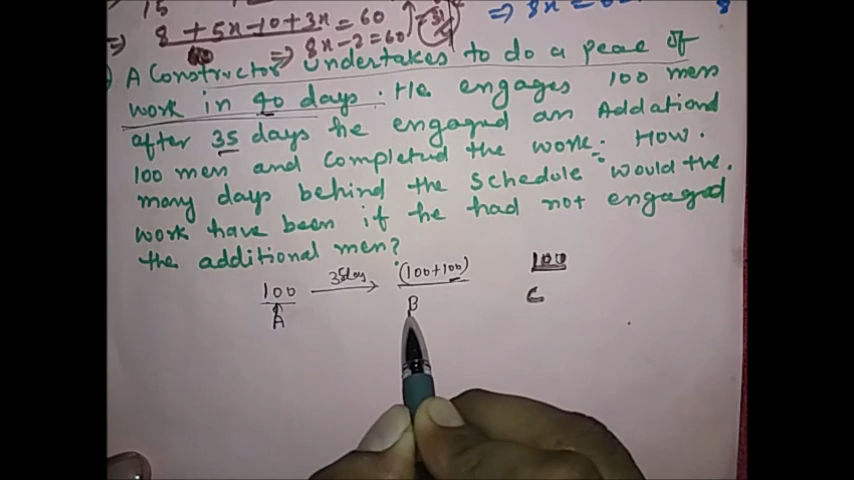 15
⇒ 8 + 5x-10+3x = 60
⇒ 8x-2=60
⇒ 8x =
8
A Constructor undertakes to do a peace of
work in 40 days. He engages 100 men
after 35 days he engaged an Addational
100 men and completed the work. How.
many days behind the schedule would the.
work have been if he had not engaged
the additional men?
100 35day (100+100) 100
A B C